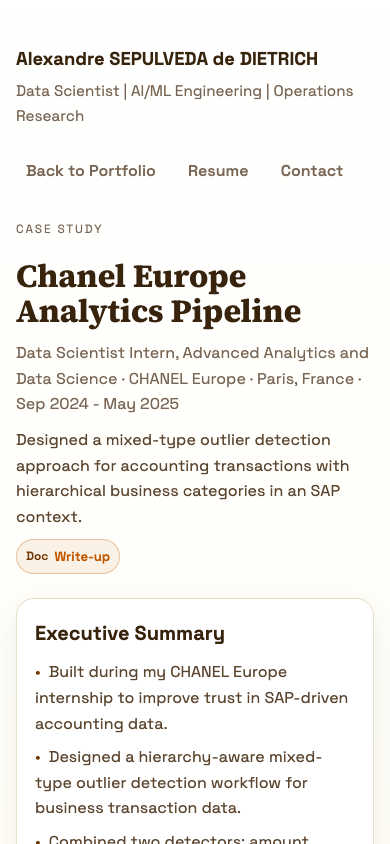 Alexandre SEPULVEDA de DIETRICH
Data Scientist | AI/ML Engineering | Operations
Research
Back to Portfolio Resume Contact
CASE STUDY
Chanel Europe
Analytics Pipeline
Data Scientist Intern, Advanced Analytics and
Data Science · CHANEL Europe · Paris, France ·
Sep 2024 - May 2025
Designed a mixed-type outlier detection
approach for accounting transactions with
hierarchical business categories in an SAP
context.
Doc Write-up
Executive Summary
• Built during my CHANEL Europe
internship to improve trust in SAP-driven
accounting data.
• Designed a hierarchy-aware mixed-
type outlier detection workflow for
business transaction data.
• Combined two detectors: amount